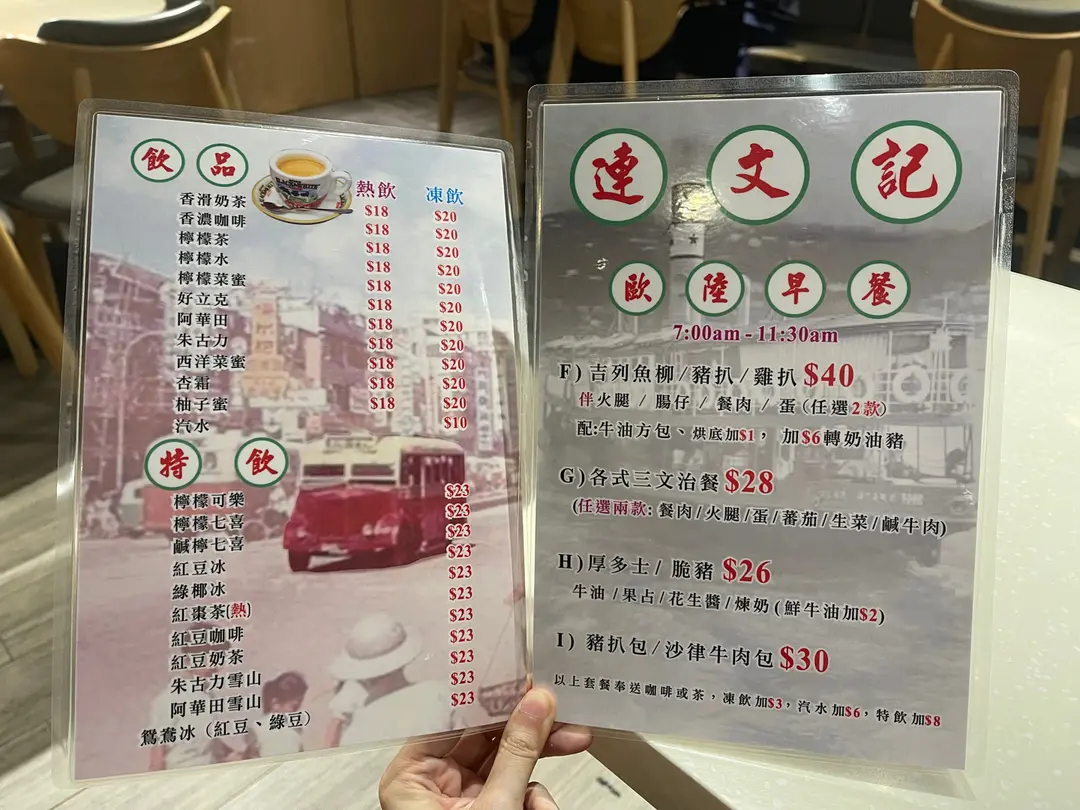 飲品
熱飲 凍飲
香滑奶茶 $18 $20
香濃咖啡 $18 $20
檸檬茶 $18 $20
檸檬水 $18 $20
檸檬菜蜜 $18 $20
好立克 $18 $20
阿華田 $18 $20
朱古力 $18 $20
西洋菜蜜 $18 $20
杏霜 $18 $20
柚子蜜 $18 $20
汽水 $10
特飲
檸檬可樂 $23
檸檬七喜 $23
鹹檸七喜 $23
紅豆冰 $23
綠椰冰 $23
紅棗茶(熱) $23
紅豆咖啡 $23
紅豆奶茶 $23
朱古力雪山 $23
阿華田雪山 $23
鴛鴦冰（紅豆、綠豆） $23
連文記
歐陸早餐
7:00am-11:30am
F) 吉列魚柳/豬扒/雞扒 $40
伴火腿 / 腸仔 / 餐肉 / 蛋 (任選2款)
配:牛油方包、烘底加$1， 加$6轉奶油豬
G) 各式三文治餐 $28
(任選兩款: 餐肉/火腿/蛋/蕃茄/生菜/鹹牛肉)
H) 厚多士/ 脆豬 $26
牛油 /果占/花生醬/煉奶 (鮮牛油加$2)
I) 豬扒包/沙律牛肉包 $30
以上套餐奉送咖啡或茶，凍飲加$3，汽水加$6，特飲加$8